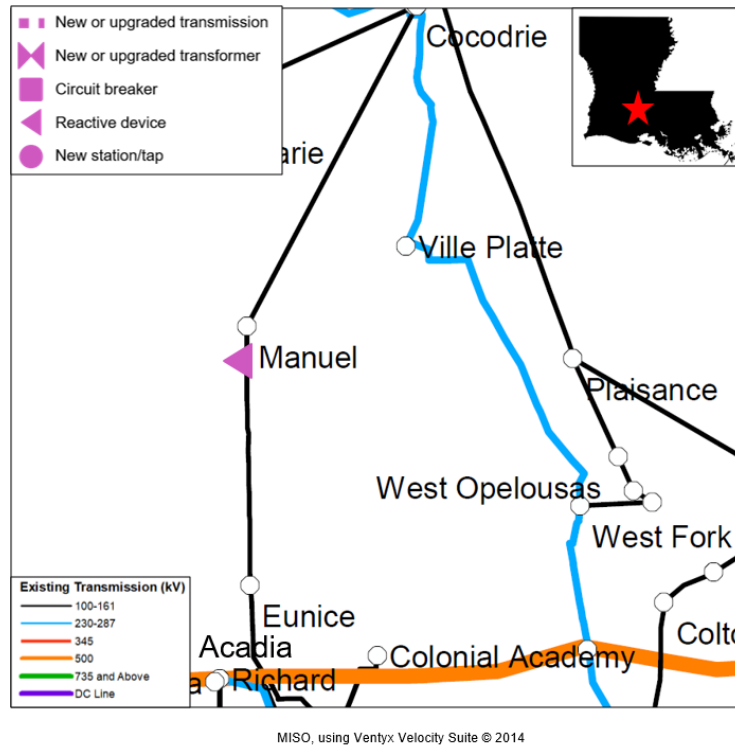 New or upgraded transmission
New or upgraded transformer
Circuit breaker
Reactive device
New station/tap
Cocodrie
Ville Platte
Manuel
Plaisance
West Opelousas
West Fork
Existing Transmission (kV)
100-161
230-287
345
500
735 and Above
DC Line
Eunice
Acadia
Colonial Academy
Richard
MISO, using Ventyx Velocity Suite © 2014